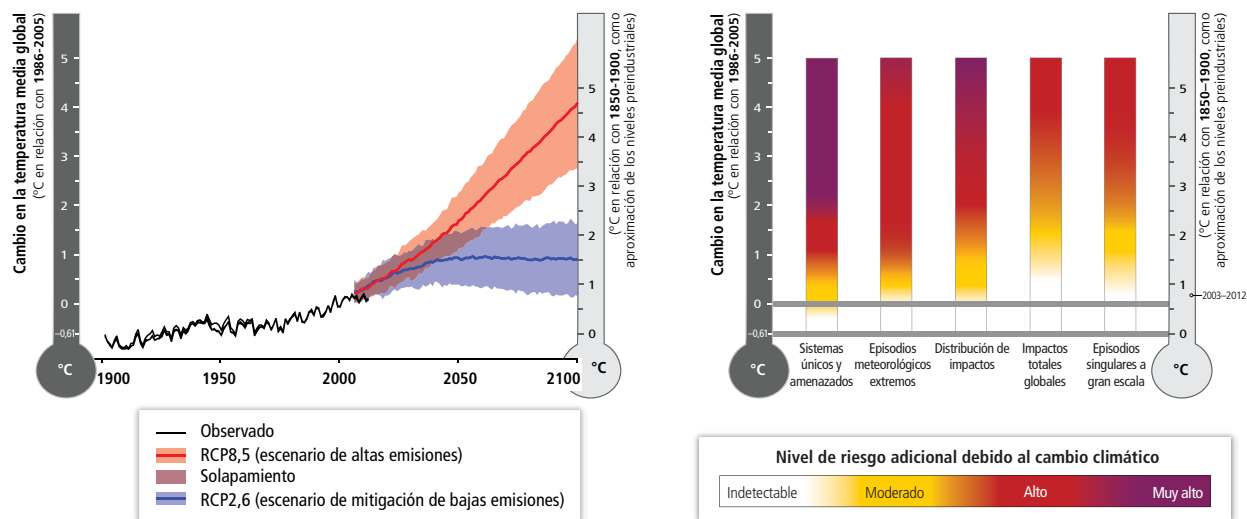 Cambio en la temperatura media global
(°C en relación con 1986-2005)
°C
5
4
3
2
1
0
–0,61
°C
(°C en relación con 1850-1900, como
aproximación de los niveles preindustriales)
°C
5
4
3
2
1
0
°C
1900
1950
2000
2050
2100
Observado
RCP8,5 (escenario de altas emisiones)
Solapamiento
RCP2,6 (escenario de mitigación de bajas emisiones)
Cambio en la temperatura media global
(°C en relación con 1986-2005)
°C
5
4
3
2
1
0
–0,61
°C
(°C en relación con 1850–1900, como
aproximación de los niveles preindustriales)
°C
5
4
3
2
1
0
2003–2012
°C
Sistemas
únicos y
amenazados
Episodios
meteorológicos
extremos
Distribución de
impactos
Impactos
totales
globales
Episodios
singulares a
gran escala
Nivel de riesgo adicional debido al cambio climático
Indetectable Moderado Alto Muy alto